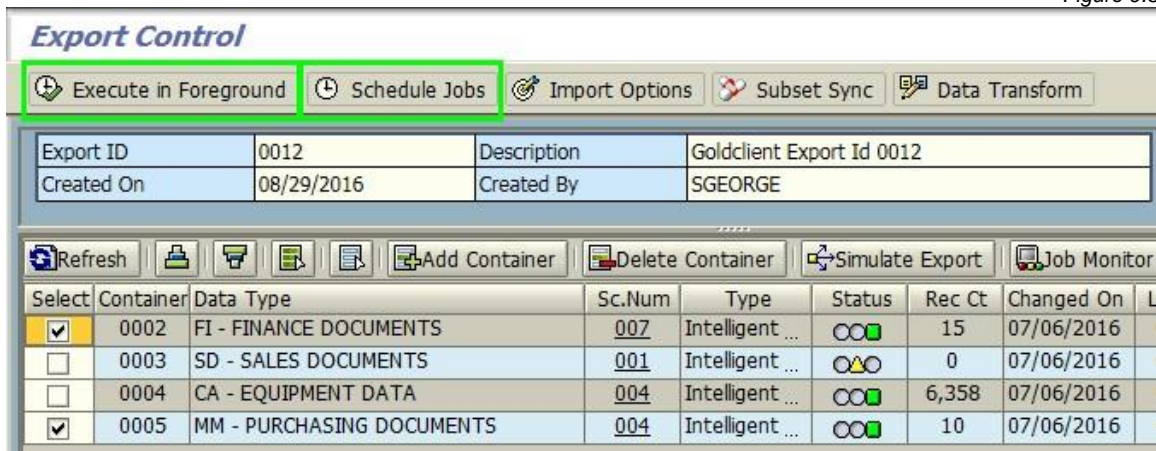 Export Control
Execute in Foreground Schedule Jobs Import Options Subset Sync Data Transform
Export ID 0012 Description Goldclient Export Id 0012
Created On 08/29/2016 Created By SGEORGE
Refresh Add Container Delete Container Simulate Export Job Monitor
Select Container Data Type Sc.Num Type Status Rec Ct Changed On L
0002 FI - FINANCE DOCUMENTS 007 Intelligent ... 15 07/06/2016
0003 SD - SALES DOCUMENTS 001 Intelligent ... 0 07/06/2016
0004 CA - EQUIPMENT DATA 004 Intelligent ... 6,358 07/06/2016
0005 MM - PURCHASING DOCUMENTS 004 Intelligent ... 10 07/06/2016